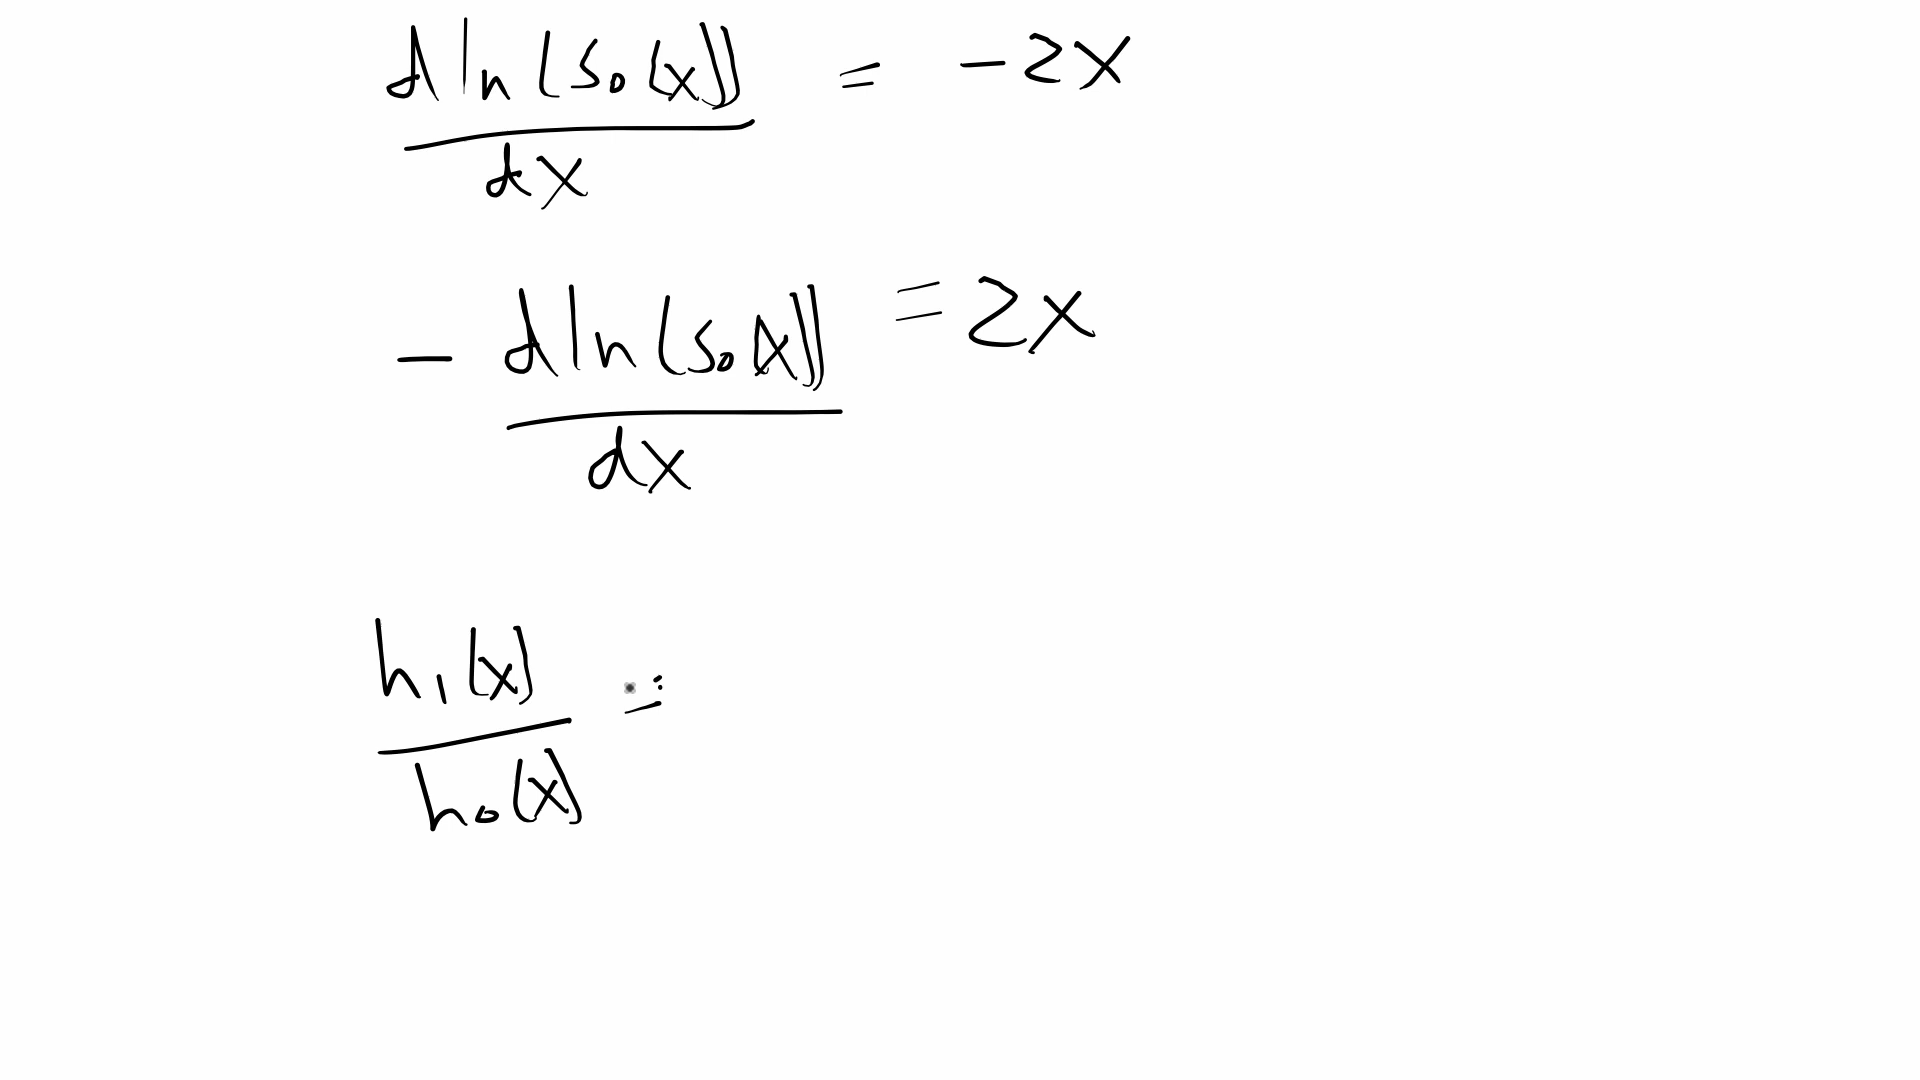 d ln(S₀(x)) / dx = -2x
- d ln(S₀(x)) / dx = 2x
h₁(x) / h₀(x) =